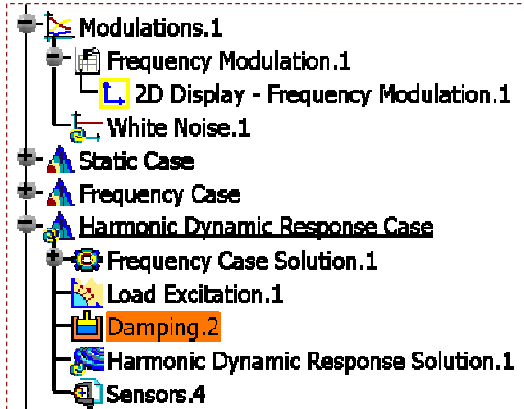 Modulations.1
Frequency Modulation.1
2D Display - Frequency Modulation.1
White Noise.1
Static Case
Frequency Case
Harmonic Dynamic Response Case
Frequency Case Solution.1
Load Excitation.1
Damping.2
Harmonic Dynamic Response Solution.1
Sensors.4